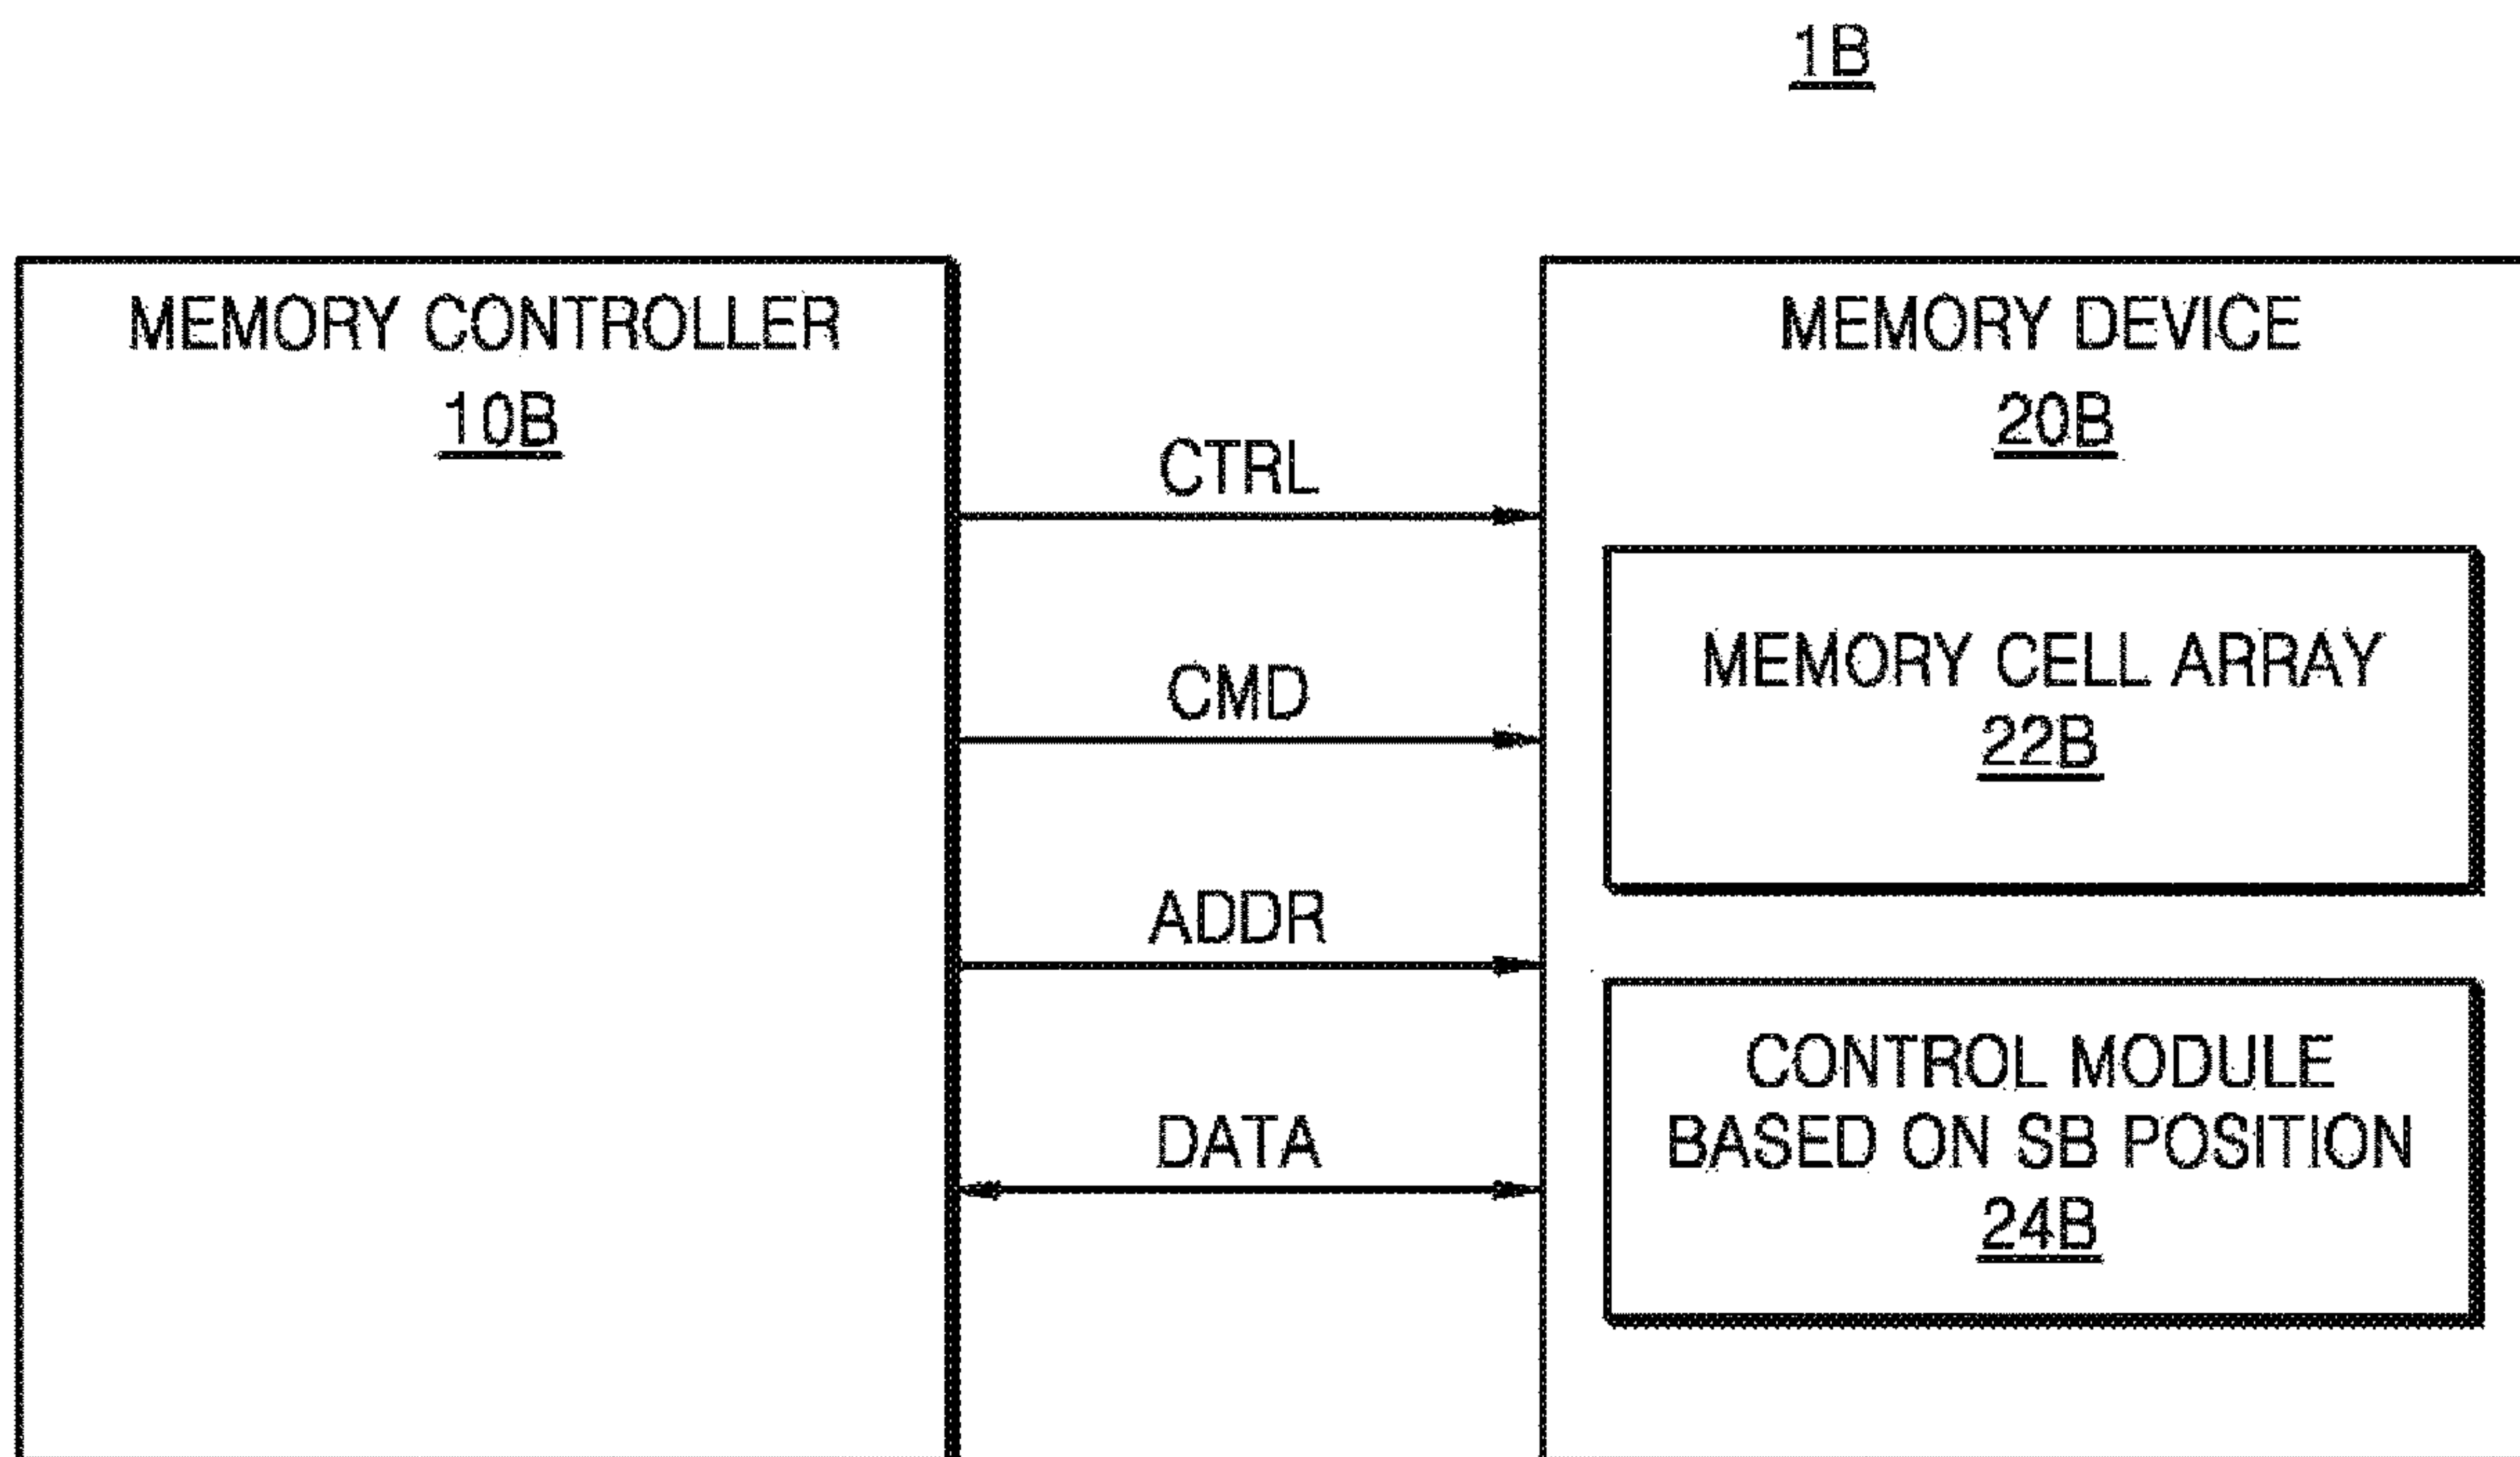 1B
MEMORY CONTROLLER
10B
MEMORY DEVICE
20B
CTRL
CMD
ADDR
DATA
MEMORY CELL ARRAY
22B
CONTROL MODULE
BASED ON SB POSITION
24B